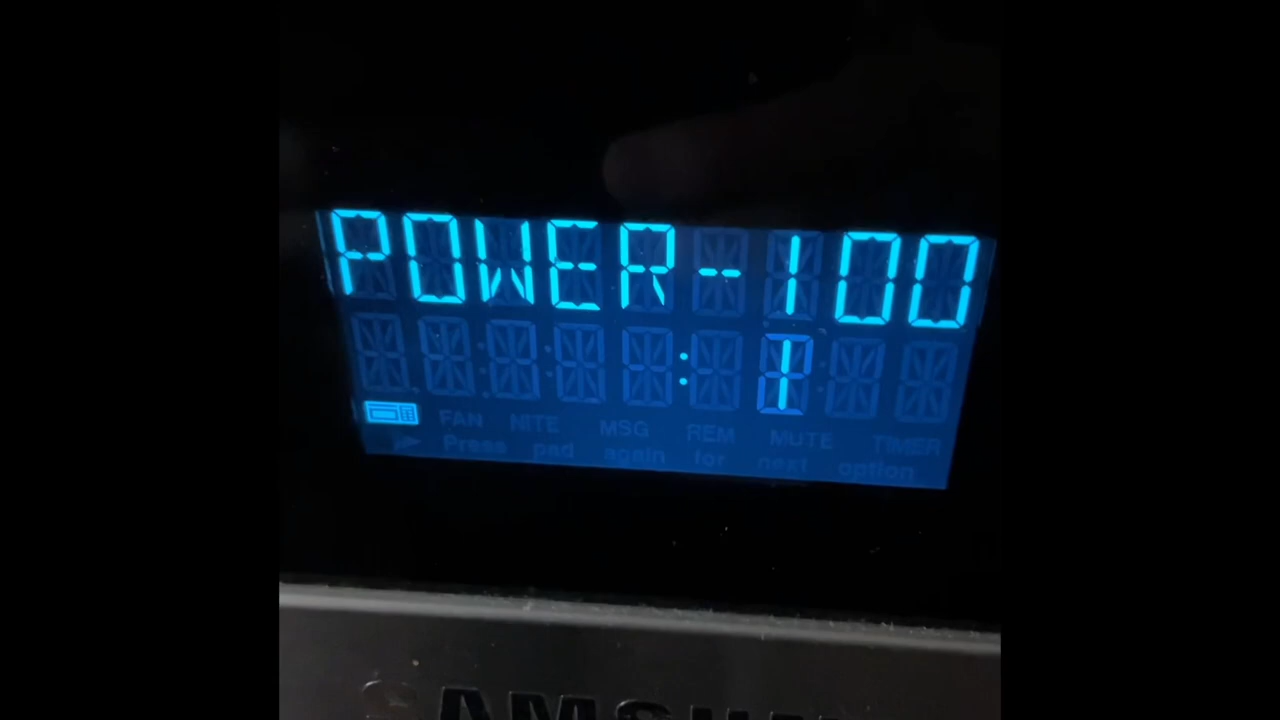 POWER-100
: 1
FAN NITE MSG REM MUTE TIMER
Press pad again for next option